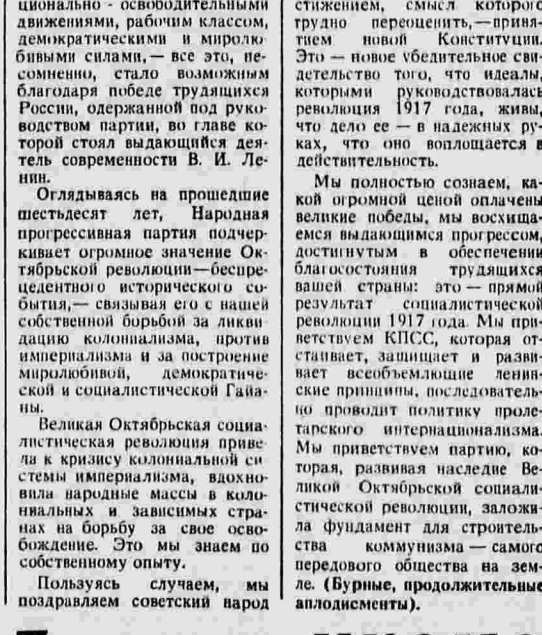 ционально - освободительными
движениями, рабочим классом,
демократическими и миролю
бивыми силами,— все это, не-
сомненно, стало возможным
благодаря победе трудящихся
России, одержанной под руко-
водством партии, во главе ко-
торой стоял выдающийся дея-
тель современности В. И. Ле-
нин.
Оглядываясь на прошедшие
шестьдесят лет, Народная
прогрессивная партия подчер-
кивает огромное значение Ок-
тябрьской революции—беспре-
цедентного исторического со-
бытия,— связывая его с нашей
собственной борьбой за ликви-
дацию колониализма, против
империализма и за построение
миролюбивой, демократиче-
ской и социалистической Гайа-
ны.
Великая Октябрьская социа-
листическая революция приве
ла к кризису колониальной си
стемы империализма, вдохно-
вила народные массы в коло-
ниальных и зависимых стра-
нах на борьбу за свое осво-
бождение. Это мы знаем по
собственному опыту.
Пользуясь случаем, мы
поздравляем советский народ
стижением, смысл которого
трудно переоценить,—приня-
тием новой Конституции.
Это — новое убедительное сви-
детельство того, что идеалы,
которыми руководствовалась
революция 1917 года, живы,
что дело ее — в надежных ру-
ках, что оно воплощается в
действительность.
Мы полностью сознаем, ка-
кой огромной ценой оплачены
великие победы, мы восхища-
емся выдающимся прогрессом,
достигнутым в обеспечении
благосостояния трудящихся
вашей страны: это — прямой
результат социалистической
революции 1917 года. Мы при-
ветствуем КПСС, которая от-
стаивает, защищает и разви-
вает всеобъемлющие ленин-
ские принципы, последователь-
но проводит политику проле-
тарского интернационализма.
Мы приветствуем партию, ко-
торая, развивая наследие Ве-
ликой Октябрьской социали-
стической революции, заложи-
ла фундамент для строитель-
ства коммунизма — самого
передового общества на зем-
ле. (Бурные, продолжительные
аплодисменты).